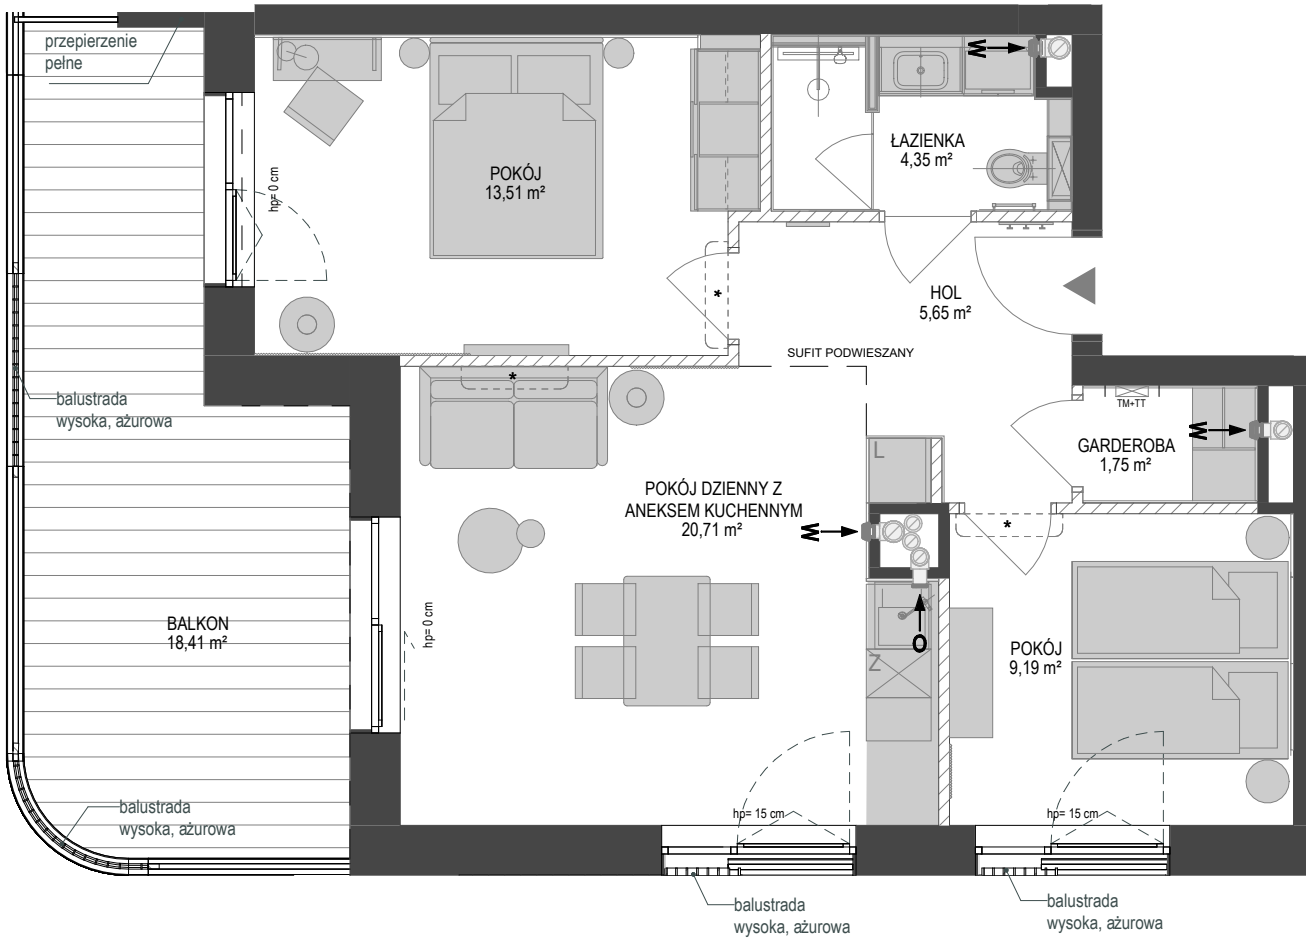 przepierzenie
pełne
W
ŁAZIENKA
4,35 m²
POKÓJ
13,51 m²
hp= 0 cm
*
HOL
5,65 m²
SUFIT PODWIESZANY
*
balustrada
wysoka, ażurowa
TM+TT
GARDEROBA
1,75 m²
W
L
POKÓJ DZIENNY Z
ANEKSEM KUCHENNYM
20,71 m²
W
*
hp= 0 cm
BALKON
18,41 m²
O
Z
POKÓJ
9,19 m²
balustrada
wysoka, ażurowa
hp= 15 cm
hp= 15 cm
balustrada
wysoka, ażurowa
balustrada
wysoka, ażurowa